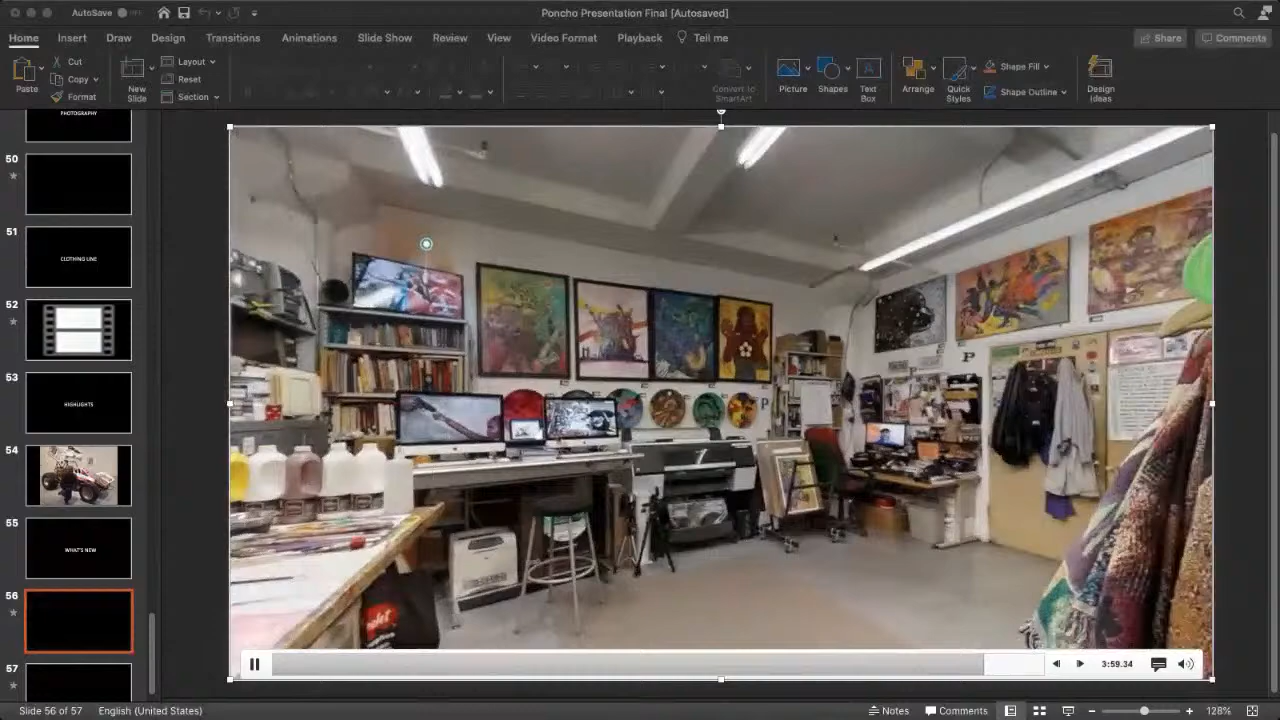 AutoSave OFF
Poncho Presentation Final [Autosaved]
Home Insert Draw Design Transitions Animations Slide Show Review View Video Format Playback Tell me
Share Comments
Paste
Cut
Copy
Format
New
Slide
Layout
Reset
Section
Convert to
SmartArt
Picture
Shapes
Text
Box
Arrange
Quick
Styles
Shape Fill
Shape Outline
Design
Ideas
PHOTOGRAPHY
50
51
CLOTHING LINE
52
53
HIGHLIGHTS
54
55
WHAT'S NEW
56
57
P
P
3:59.34
Slide 56 of 57 English (United States)
Notes Comments 128%